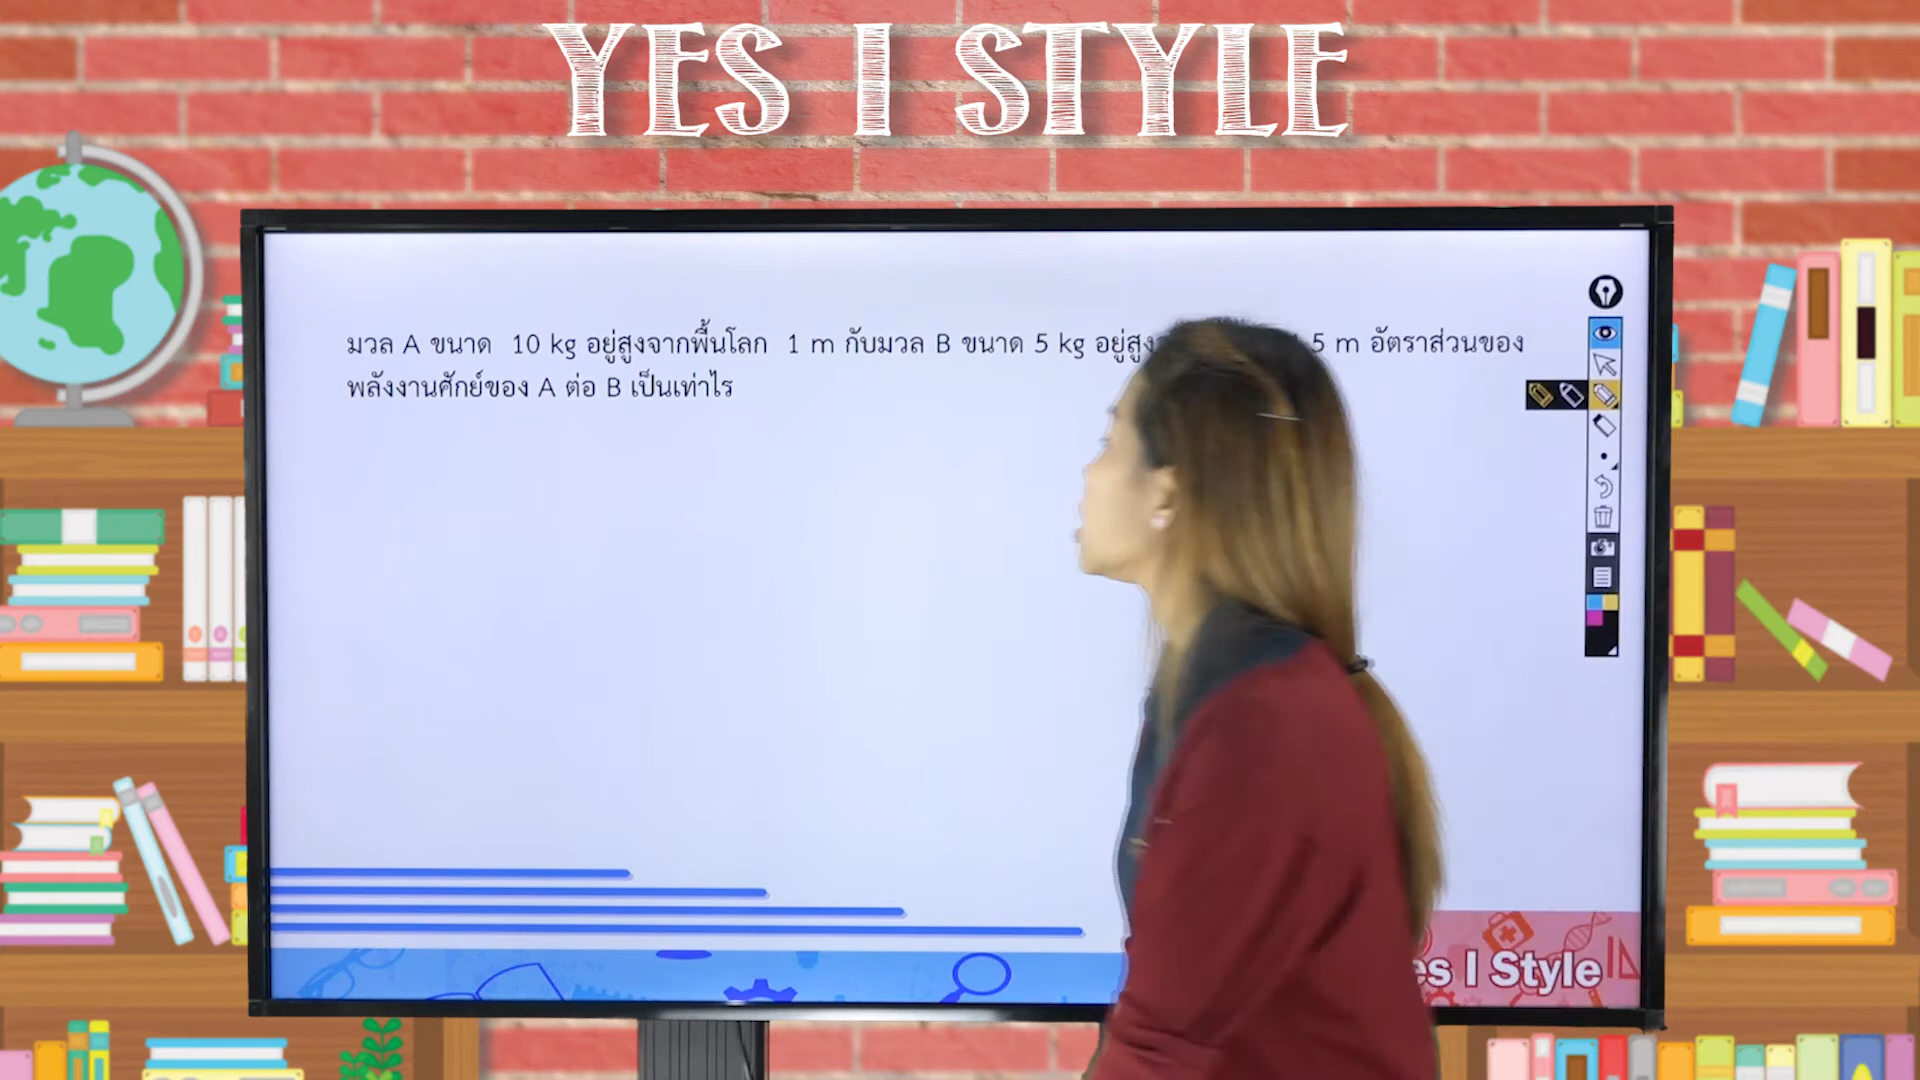 YES I STYLE
มวล A ขนาด 10 kg อยู่สูงจากพื้นโลก 1 m กับมวล B ขนาด 5 kg อยู่สูง 5 m อัตราส่วนของ
พลังงานศักย์ของ A ต่อ B เป็นเท่าไร
es I Style